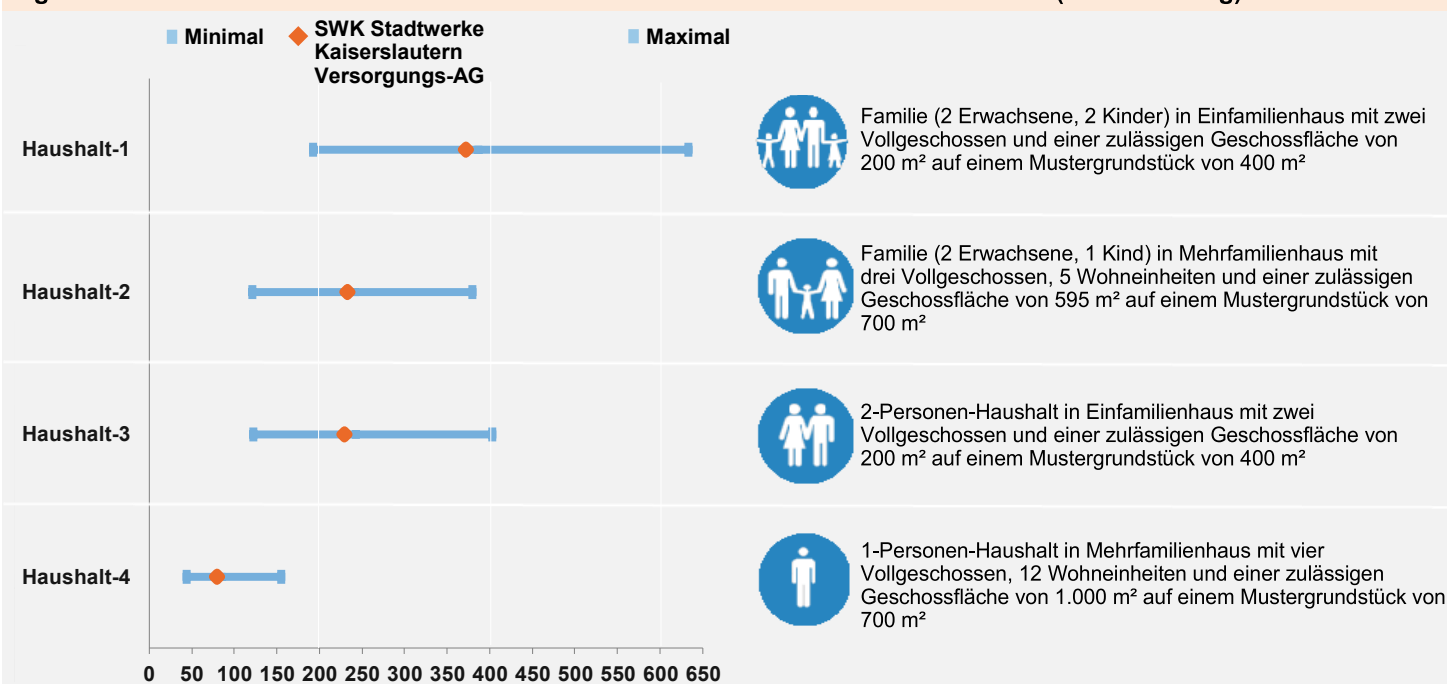 Minimal
SWK Stadtwerke
Kaiserslautern
Versorgungs-AG
Maximal
Haushalt-1
Familie (2 Erwachsene, 2 Kinder) in Einfamilienhaus mit zwei
Vollgeschossen und einer zulässigen Geschossfläche von
200 m² auf einem Mustergrundstück von 400 m²
Haushalt-2
Familie (2 Erwachsene, 1 Kind) in Mehrfamilienhaus mit
drei Vollgeschossen, 5 Wohneinheiten und einer zulässigen
Geschossfläche von 595 m² auf einem Mustergrundstück von
700 m²
Haushalt-3
2-Personen-Haushalt in Einfamilienhaus mit zwei
Vollgeschossen und einer zulässigen Geschossfläche von
200 m² auf einem Mustergrundstück von 400 m²
Haushalt-4
1-Personen-Haushalt in Mehrfamilienhaus mit vier
Vollgeschossen, 12 Wohneinheiten und einer zulässigen
Geschossfläche von 1.000 m² auf einem Mustergrundstück von
700 m²
0 50 100 150 200 250 300 350 400 450 500 550 600 650